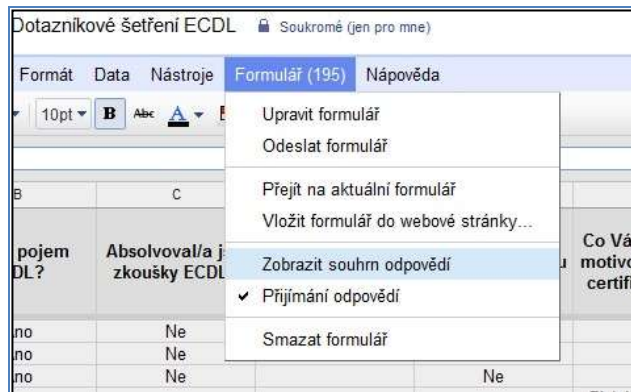 Dotazníkové šetření ECDL Soukromé (jen pro mne)
Formát Data Nástroje Formulář (195) Nápověda
10pt B Abc A
Upravit formulář
Odeslat formulář
Přejít na aktuální formulář
Vložit formulář do webové stránky...
Zobrazit souhrn odpovědí
✔ Přijímání odpovědí
Smazat formulář
B C
pojem
DL?
Absolvoval/a j
zkoušky ECDL
u
Co Vá
motivo
certifi
no Ne
no Ne
no Ne Ne